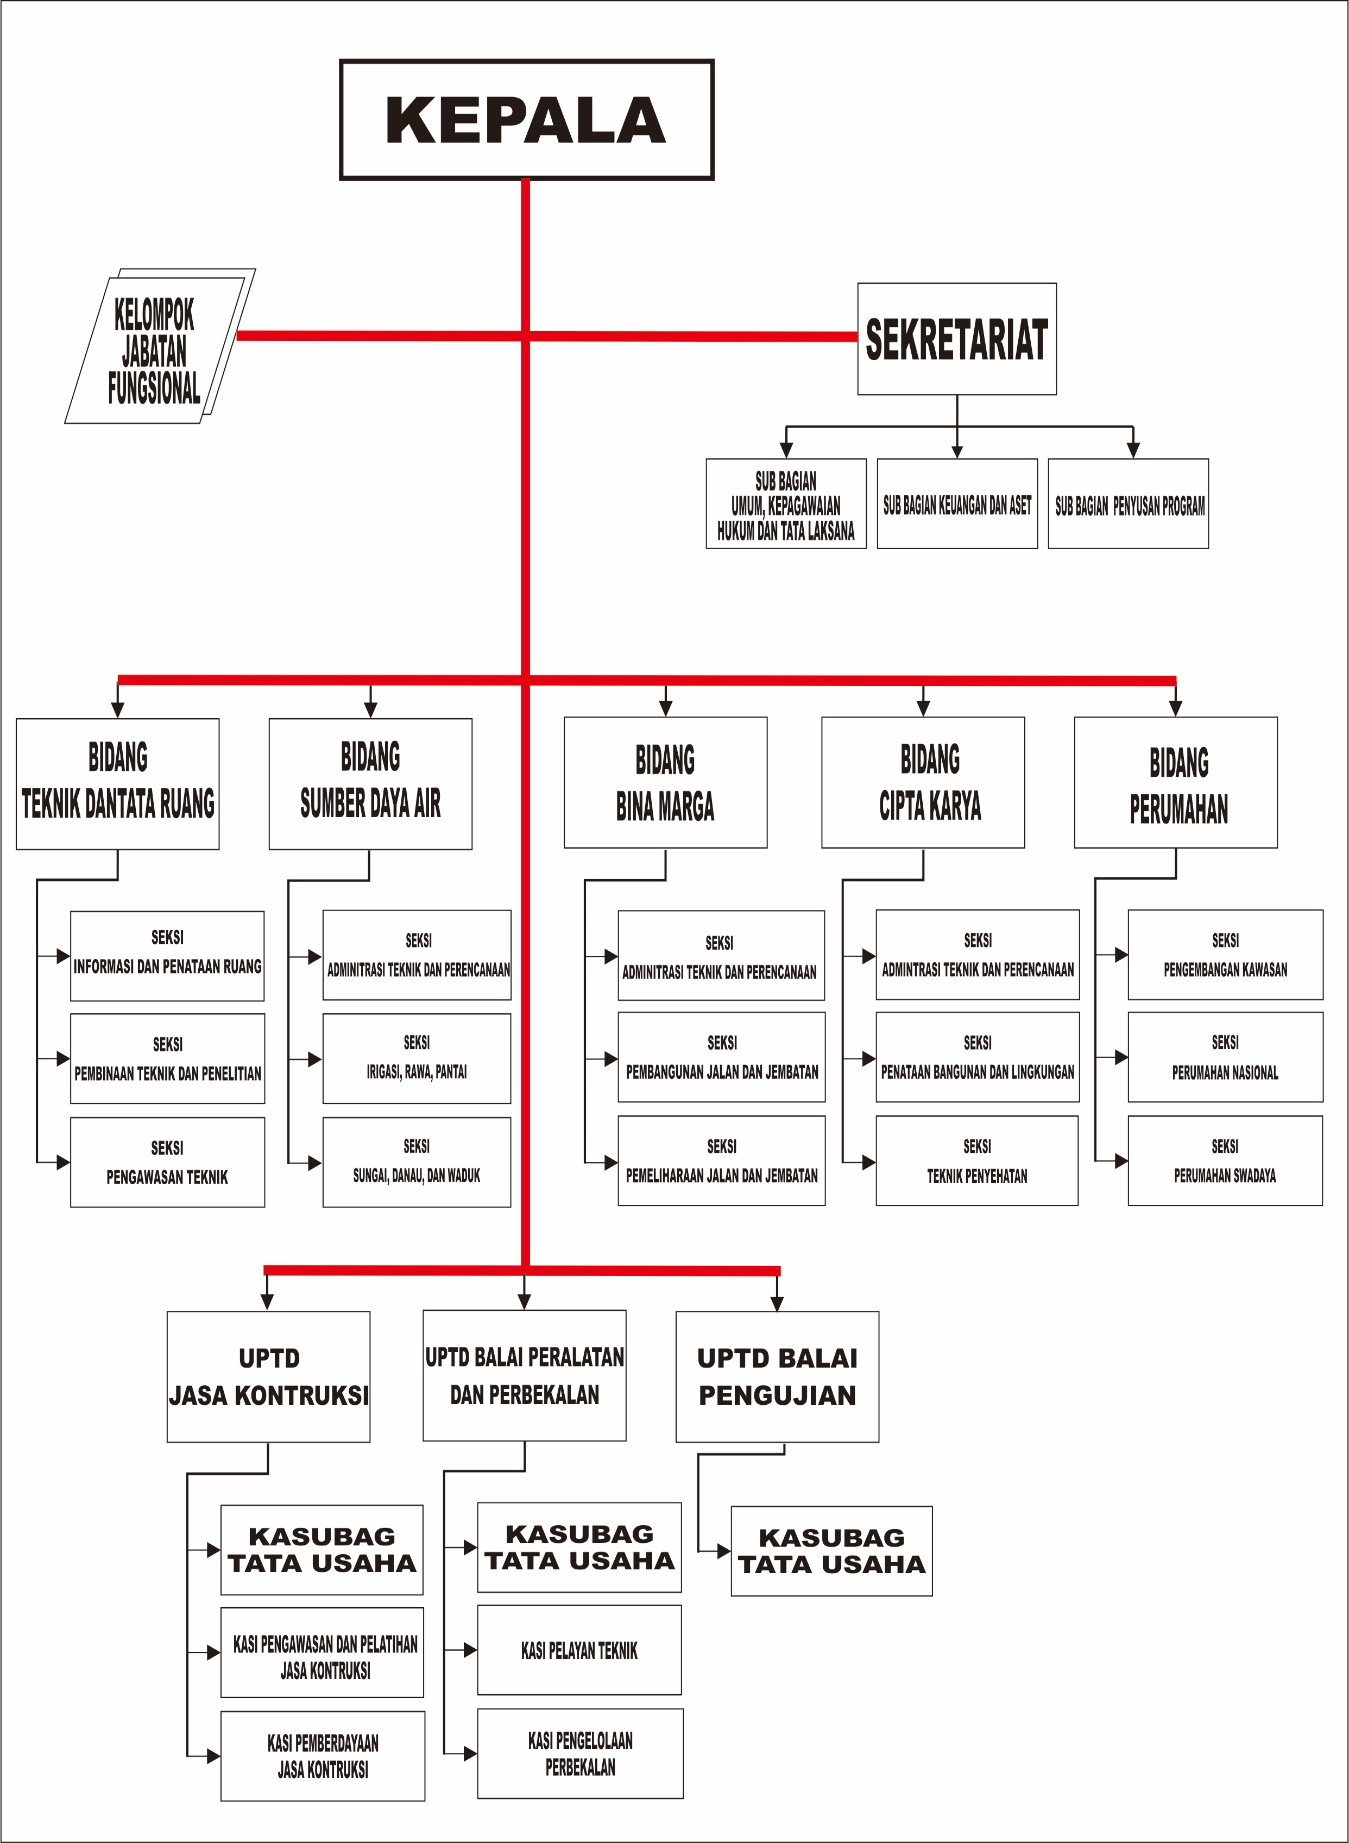 KEPALA
KELOMPOK
JABATAN
FUNGSIONAL
SEKRETARIAT
SUB BAGIAN
UMUM, KEPAGAWAIAN
HUKUM DAN TATA LAKSANA
SUB BAGIAN KEUANGAN DAN ASET
SUB BAGIAN PENYUSAN PROGRAM
BIDANG
TEKNIK DANTATA RUANG
BIDANG
SUMBER DAYA AIR
BIDANG
BINA MARGA
BIDANG
CIPTA KARYA
BIDANG
PERUMAHAN
SEKSI
INFORMASI DAN PENATAAN RUANG
SEKSI
PEMBINAAN TEKNIK DAN PENELITIAN
SEKSI
PENGAWASAN TEKNIK
SEKSI
ADMINITRASI TEKNIK DAN PERENCANAAN
SEKSI
IRIGASI, RAWA, PANTAI
SEKSI
SUNGAI, DANAU, DAN WADUK
SEKSI
ADMINITRASI TEKNIK DAN PERENCANAAN
SEKSI
PEMBANGUNAN JALAN DAN JEMBATAN
SEKSI
PEMELIHARAAN JALAN DAN JEMBATAN
SEKSI
ADMINTRASI TEKNIK DAN PERENCANAAN
SEKSI
PENATAAN BANGUNAN DAN LINGKUNGAN
SEKSI
TEKNIK PENYEHATAN
SEKSI
PENGEMBANGAN KAWASAN
SEKSI
PERUMAHAN NASIONAL
SEKSI
PERUMAHAN SWADAYA
UPTD
JASA KONTRUKSI
UPTD BALAI PERALATAN
DAN PERBEKALAN
UPTD BALAI
PENGUJIAN
KASUBAG
TATA USAHA
KASI PENGAWASAN DAN PELATIHAN
JASA KONTRUKSI
KASI PEMBERDAYAAN
JASA KONTRUKSI
KASUBAG
TATA USAHA
KASI PELAYAN TEKNIK
KASI PENGELOLAAN
PERBEKALAN
KASUBAG
TATA USAHA